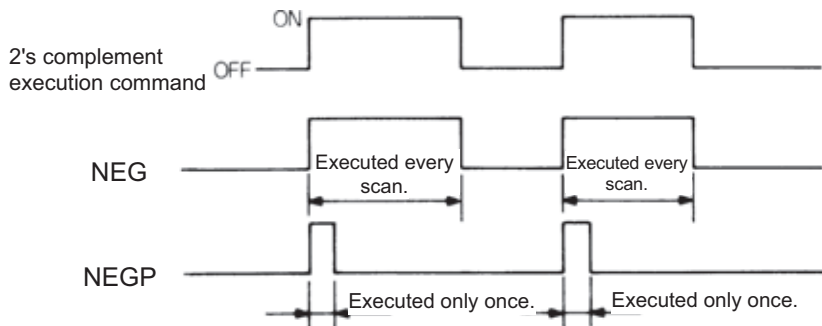 ON
2's complement
execution command
OFF
NEG
Executed every
scan.
Executed every
scan.
NEGP
Executed only once.
Executed only once.